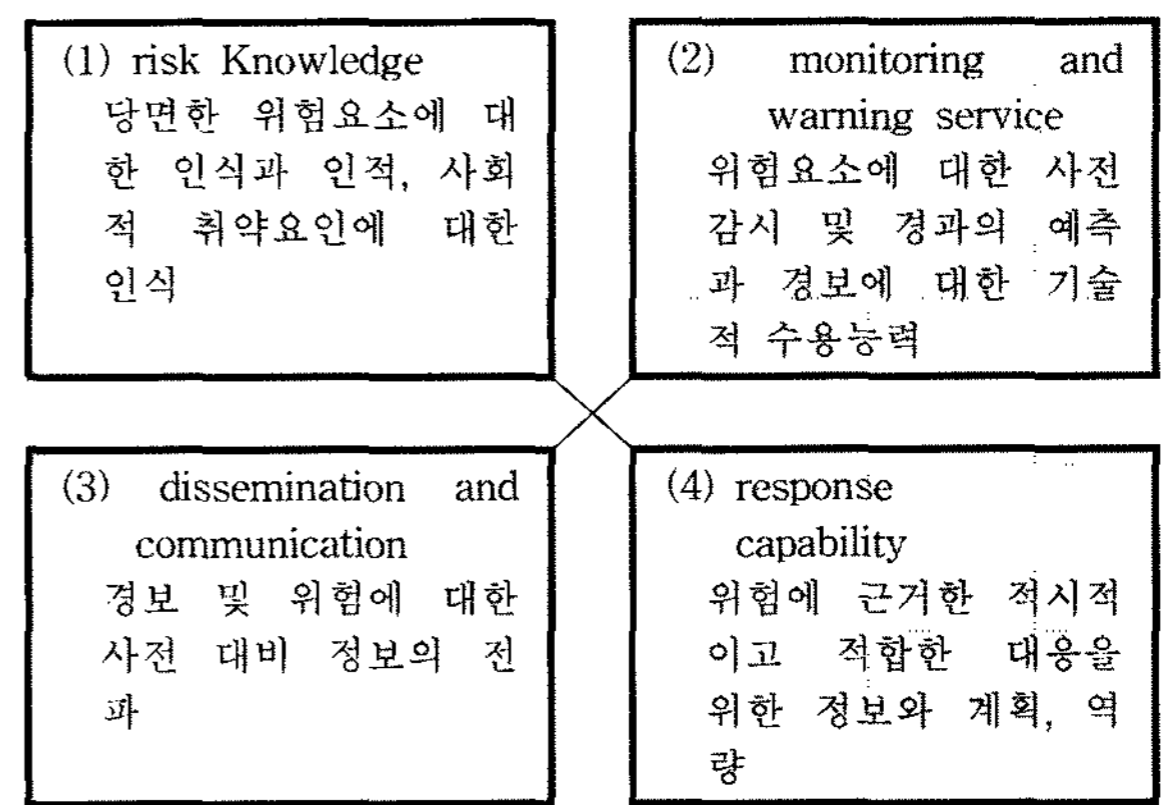 (1) risk Knowledge
당면한 위험요소에 대
한 인식과 인적, 사회
적 취약요인에 대한
인식
(2) monitoring and
warning service
위험요소에 대한 사전
감시 및 경과의 예측
과 경보에 대한 기술
적 수용능력
(3) dissemination and
communication
경보 및 위험에 대한
사전 대비 정보의 전
파
(4) response
capability
위험에 근거한 적시적
이고 적합한 대응을
위한 정보와 계획, 역
량